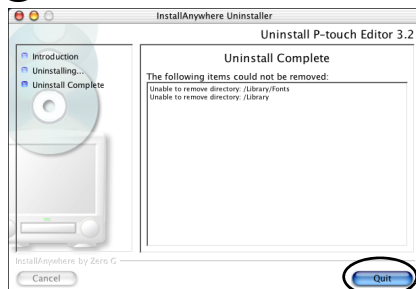 InstallAnywhere Uninstaller
Uninstall P-touch Editor 3.2
Introduction
Uninstalling...
Uninstall Complete
Uninstall Complete
The following items could not be removed:
Unable to remove directory: /Library/Fonts
Unable to remove directory: /Library
InstallAnywhere by Zero G
Cancel
Quit